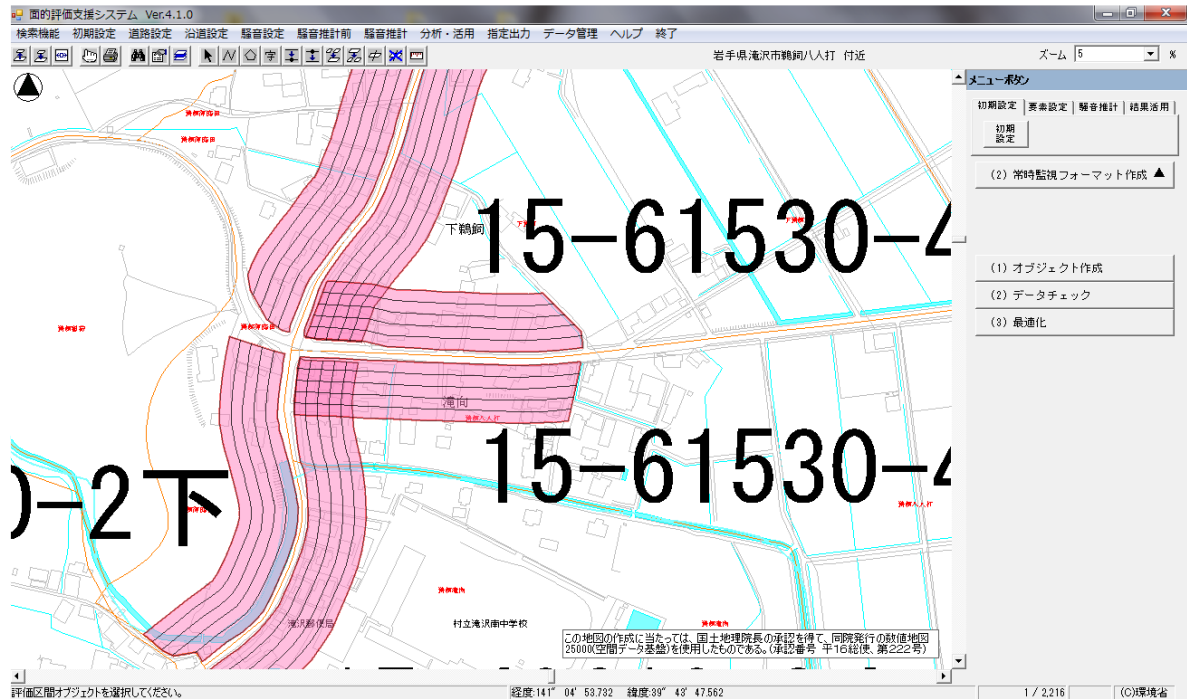 面的評価支援システム Ver.4.1.0
検索機能 初期設定 道路設定 沿道設定 騒音設定 騒音推計前 騒音推計 分析・活用 指定出力 データ管理 ヘルプ 終了
岩手県滝沢市鵜飼八人打 付近
ズーム 5 %
メニューボタン
初期設定 要素設定 騒音推計 結果活用
初期
設定
(2) 常時監視フォーマット作成 ▲
下鵜飼
15-61530-4
(1) オブジェクト作成
(2) データチェック
(3) 最適化
滝向
15-61530-4
0-2下
滝沢郵便局
村立滝沢南中学校
この地図の作成に当たっては、国土地理院長の承認を得て、同院発行の数値地図
25000(空間データ基盤)を使用したものである。(承認番号 平16総使、第222号)
評価区間オブジェクトを選択してください。
経度:141° 04′ 53.732 緯度:39° 43′ 47.562
1 / 2,216
(C)環境省